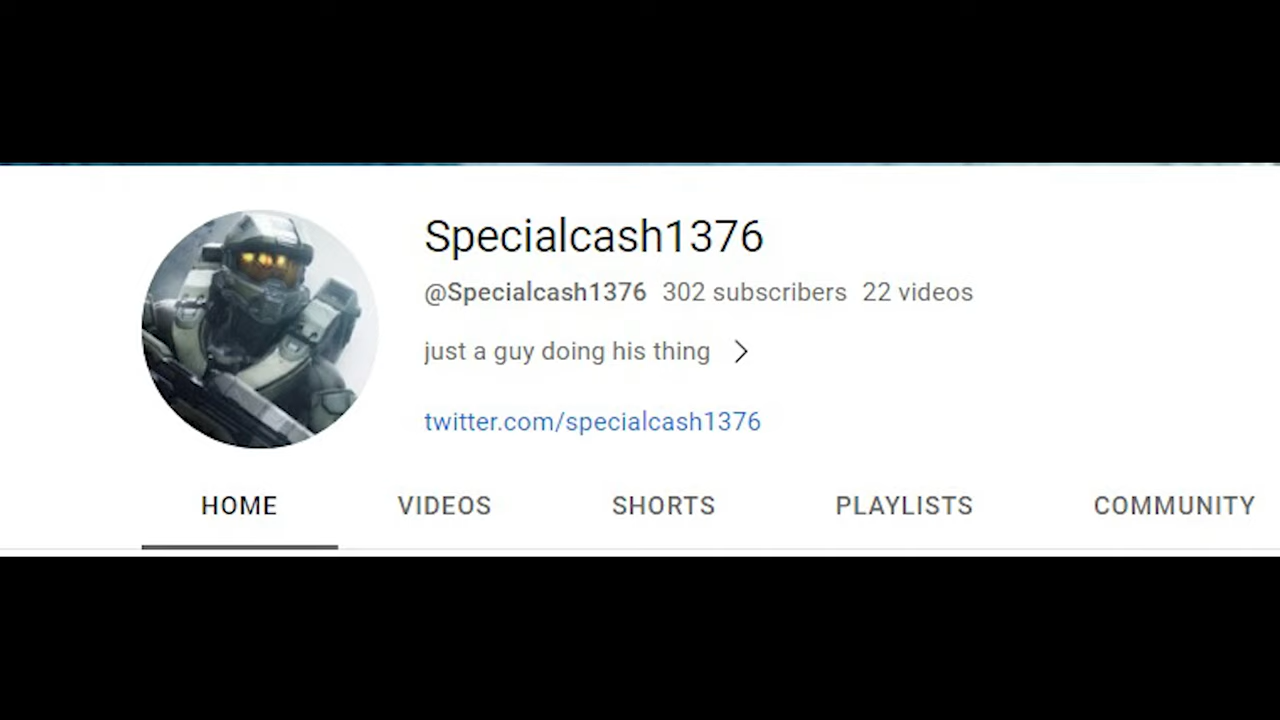 Specialcash1376
@Specialcash1376 302 subscribers 22 videos
just a guy doing his thing
twitter.com/specialcash1376
HOME VIDEOS SHORTS PLAYLISTS COMMUNITY